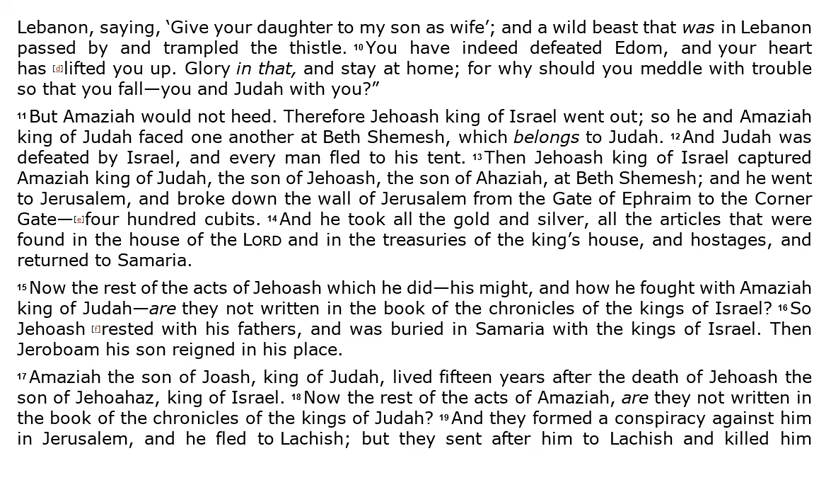 Lebanon, saying, ‘Give your daughter to my son as wife’; and a wild beast that was in Lebanon
passed by and trampled the thistle. 10 You have indeed defeated Edom, and your heart
has [d]lifted you up. Glory in that, and stay at home; for why should you meddle with trouble
so that you fall—you and Judah with you?”
11 But Amaziah would not heed. Therefore Jehoash king of Israel went out; so he and Amaziah
king of Judah faced one another at Beth Shemesh, which belongs to Judah. 12 And Judah was
defeated by Israel, and every man fled to his tent. 13 Then Jehoash king of Israel captured
Amaziah king of Judah, the son of Jehoash, the son of Ahaziah, at Beth Shemesh; and he went
to Jerusalem, and broke down the wall of Jerusalem from the Gate of Ephraim to the Corner
Gate—[e]four hundred cubits. 14 And he took all the gold and silver, all the articles that were
found in the house of the LORD and in the treasuries of the king’s house, and hostages, and
returned to Samaria.
15 Now the rest of the acts of Jehoash which he did—his might, and how he fought with Amaziah
king of Judah—are they not written in the book of the chronicles of the kings of Israel? 16 So
Jehoash [f]rested with his fathers, and was buried in Samaria with the kings of Israel. Then
Jeroboam his son reigned in his place.
17 Amaziah the son of Joash, king of Judah, lived fifteen years after the death of Jehoash the
son of Jehoahaz, king of Israel. 18 Now the rest of the acts of Amaziah, are they not written in
the book of the chronicles of the kings of Judah? 19 And they formed a conspiracy against him
in Jerusalem, and he fled to Lachish; but they sent after him to Lachish and killed him